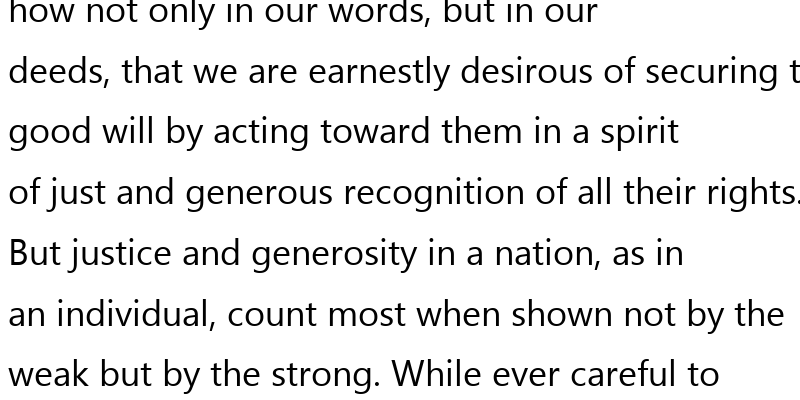 how not only in our words, but in our
deeds, that we are earnestly desirous of securing
good will by acting toward them in a spirit
of just and generous recognition of all their rights.
But justice and generosity in a nation, as in
an individual, count most when shown not by the
weak but by the strong. While ever careful to